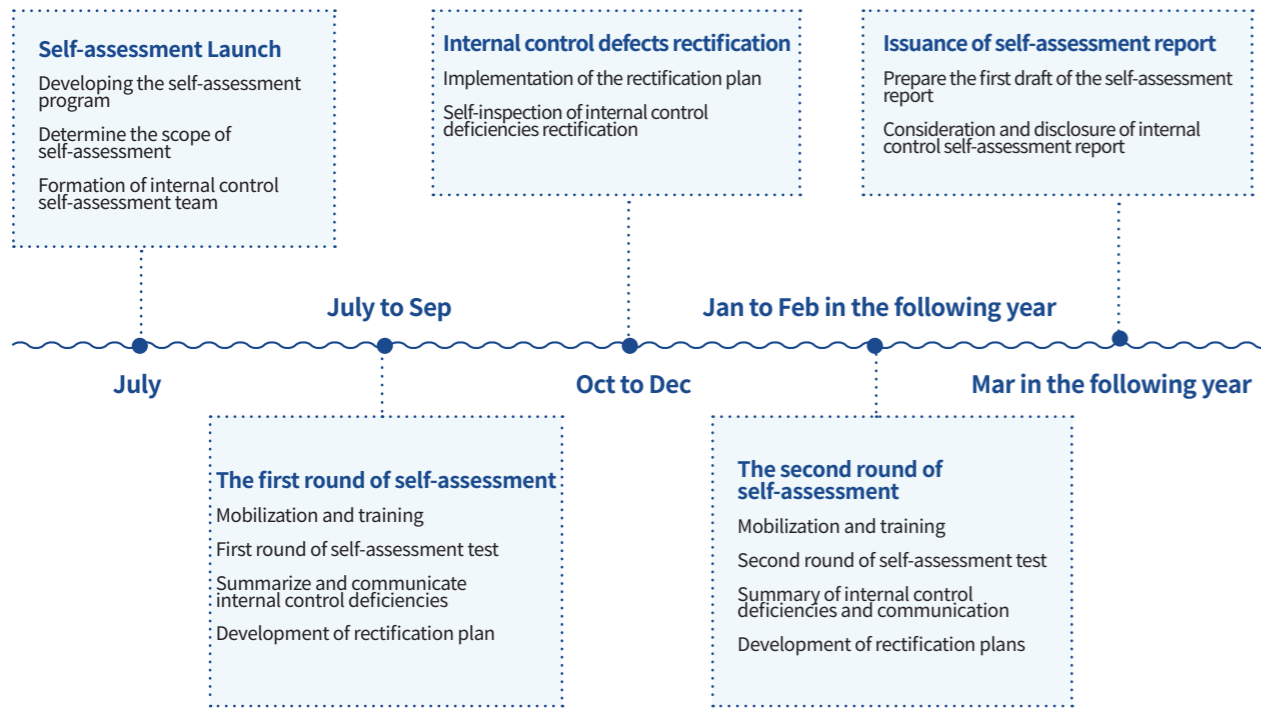 Self-assessment Launch
Developing the self-assessment
program
Determine the scope of
self-assessment
Formation of internal control
self-assessment team
Internal control defects rectification
Implementation of the rectification plan
Self-inspection of internal control
deficiencies rectification
Issuance of self-assessment report
Prepare the first draft of the self-assessment
report
Consideration and disclosure of internal
control self-assessment report
July to Sep
Jan to Feb in the following year
July
Oct to Dec
Mar in the following year
The first round of self-assessment
Mobilization and training
First round of self-assessment test
Summarize and communicate
internal control deficiencies
Development of rectification plan
The second round of
self-assessment
Mobilization and training
Second round of self-assessment test
Summary of internal control
deficiencies and communication
Development of rectification plans